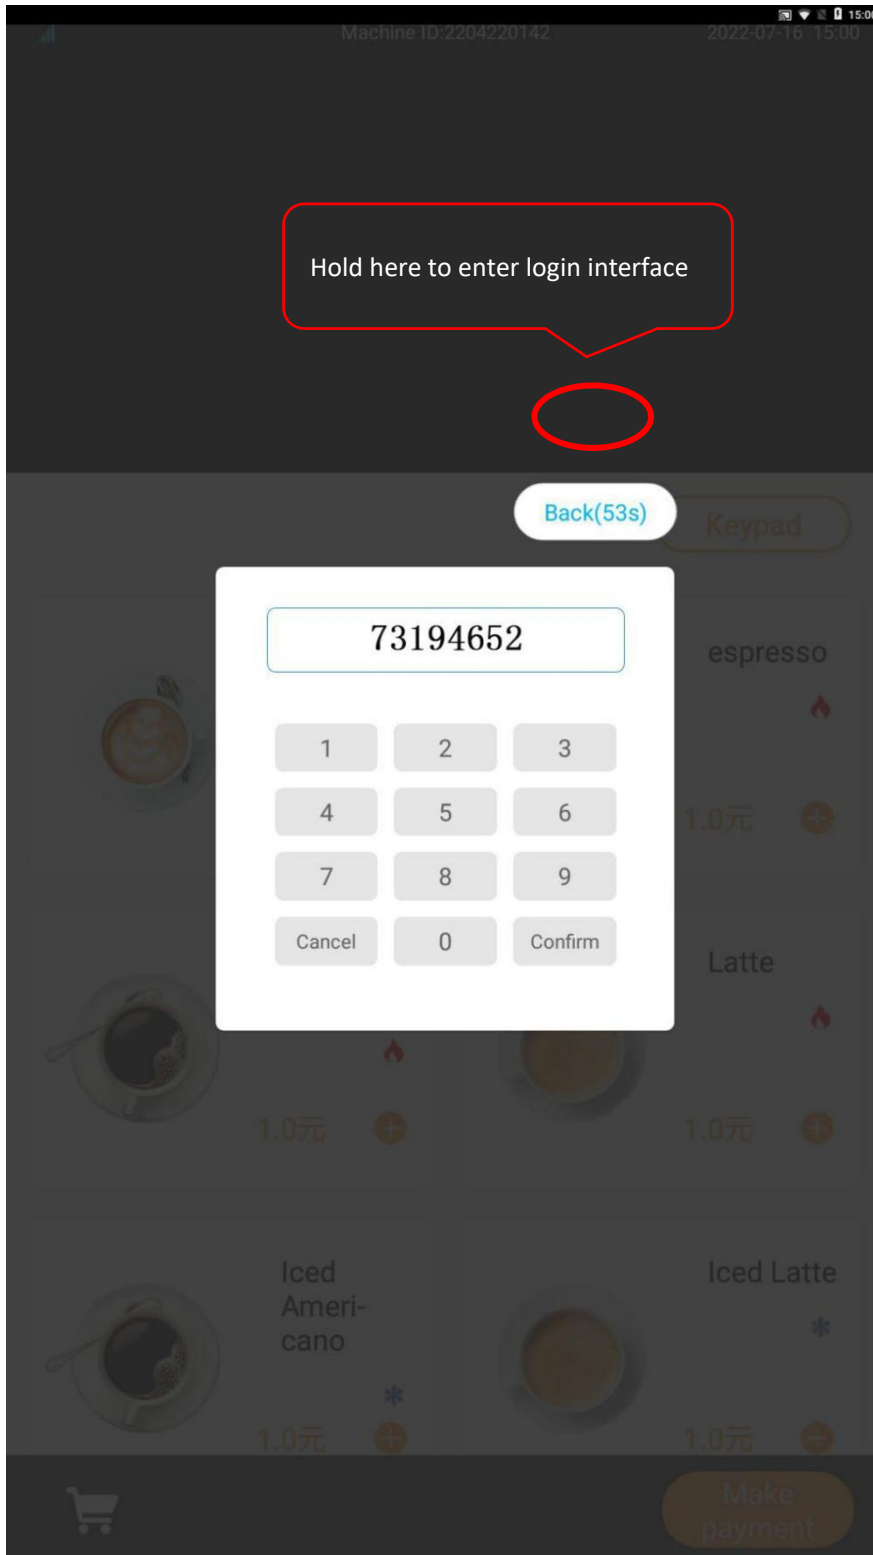 15:00
Machine ID:2204220142
2022-07-16 15:00
Hold here to enter login interface
Back(53s)
Keypad
73194652
espresso
1 2 3
4 5 6
1.0元
7 8 9
Cancel 0 Confirm
Latte
1.0元
1.0元
Iced
Ameri-
cano
Iced Latte
1.0元
1.0元
Make
payment